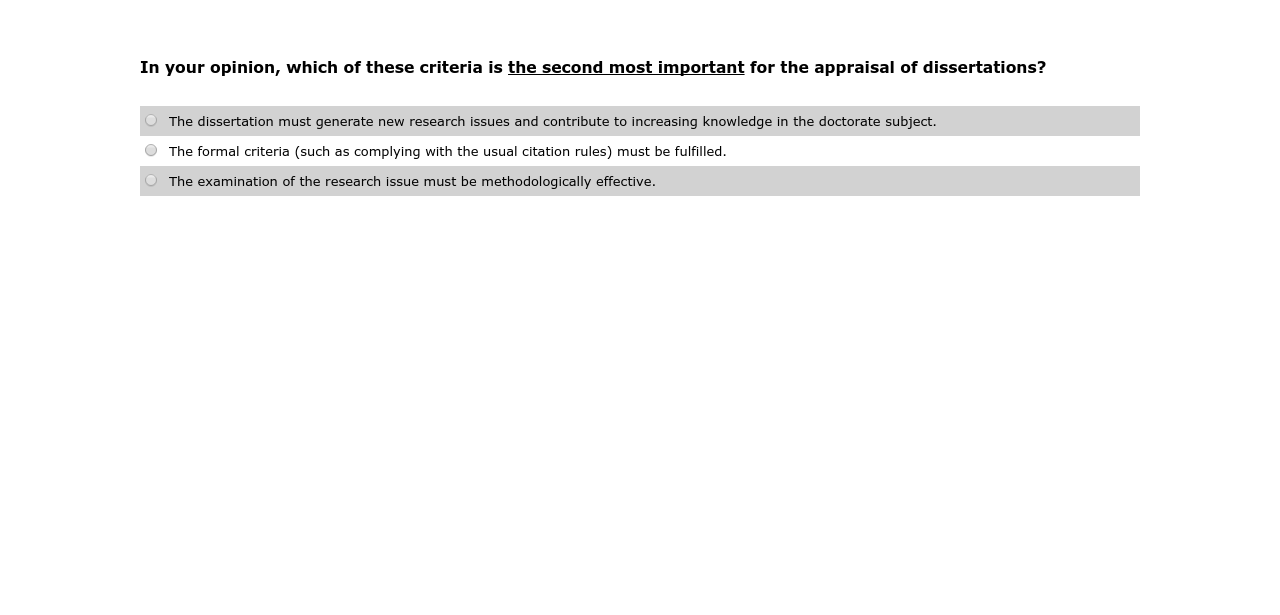 In your opinion, which of these criteria is the second most important for the appraisal of dissertations?
The dissertation must generate new research issues and contribute to increasing knowledge in the doctorate subject.
The formal criteria (such as complying with the usual citation rules) must be fulfilled.
The examination of the research issue must be methodologically effective.